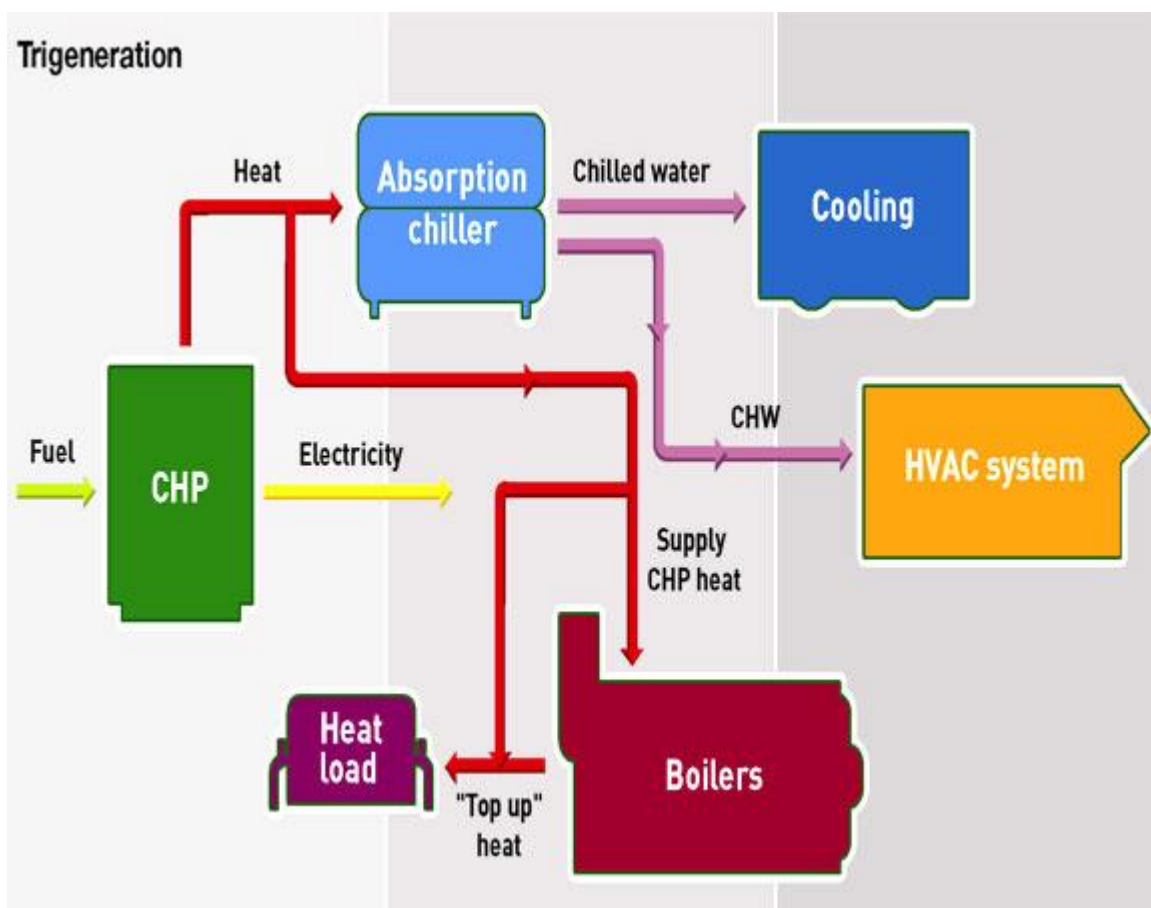 Trigeneration
Heat
Absorption
chiller
Chilled water
Cooling
Fuel
CHP
Electricity
CHW
HVAC system
Supply
CHP heat
Heat
load
"Top up"
heat
Boilers